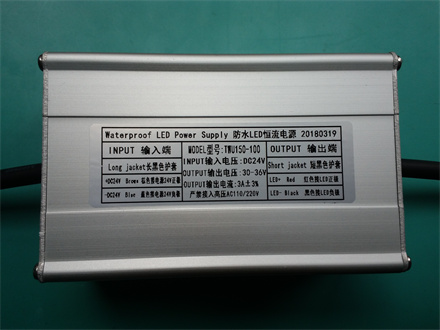 Waterproof LED Power Supply 防水LED恒流电源 20180319
INPUT 输入端
Long jacket长黑色护套
+DC24V Brown 棕色接电源24V正极
-DC24V Blue 蓝色接电源24V负极
MODEL型号:TWU150-100
INPUT输入电压:DC24V
OUTPUT输出电压:30-36V
OUTPUT输出电流:3A±3%
严禁接入高压AC110/220V
OUTPUT 输出端
Short jacket 短黑色护套
LED+ Red 红色接LED正极
LED- Black 黑色接LED负极